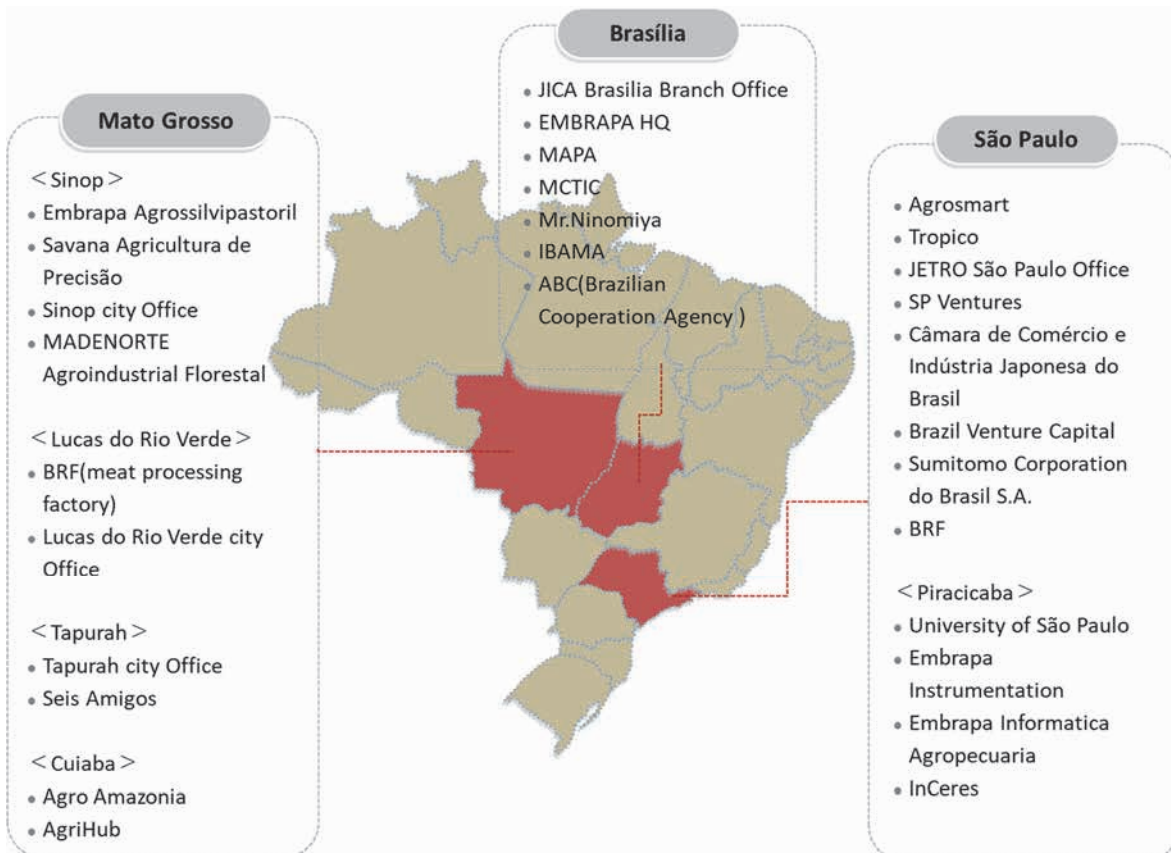 Brasília
• JICA Brasilia Branch Office
• EMBRAPA HQ
• MAPA
• MCTIC
• Mr.Ninomiya
• IBAMA
• ABC(Brazilian
Cooperation Agency )
Mato Grosso
＜Sinop＞
• Embrapa Agrossilvipastoril
• Savana Agricultura de
Precisão
• Sinop city Office
• MADENORTE
Agroindustrial Florestal
＜Lucas do Rio Verde＞
• BRF(meat processing
factory)
• Lucas do Rio Verde city
Office
＜Tapurah＞
• Tapurah city Office
• Seis Amigos
＜Cuiaba＞
• Agro Amazonia
• AgriHub
São Paulo
• Agrosmart
• Tropico
• JETRO São Paulo Office
• SP Ventures
• Câmara de Comércio e
Indústria Japonesa do
Brasil
• Brazil Venture Capital
• Sumitomo Corporation
do Brasil S.A.
• BRF
＜Piracicaba＞
• University of São Paulo
• Embrapa
Instrumentation
• Embrapa Informatica
Agropecuaria
• InCeres